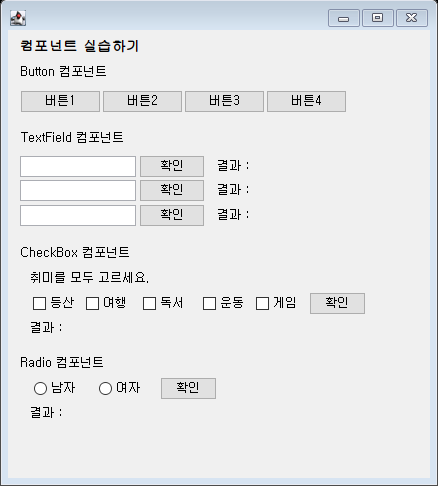 컴포넌트 실습하기
Button 컴포넌트
버튼1 버튼2 버튼3 버튼4
TextField 컴포넌트
확인 결과 :
확인 결과 :
확인 결과 :
CheckBox 컴포넌트
취미를 모두 고르세요.
등산 여행 독서 운동 게임 확인
결과 :
Radio 컴포넌트
남자 여자 확인
결과 :